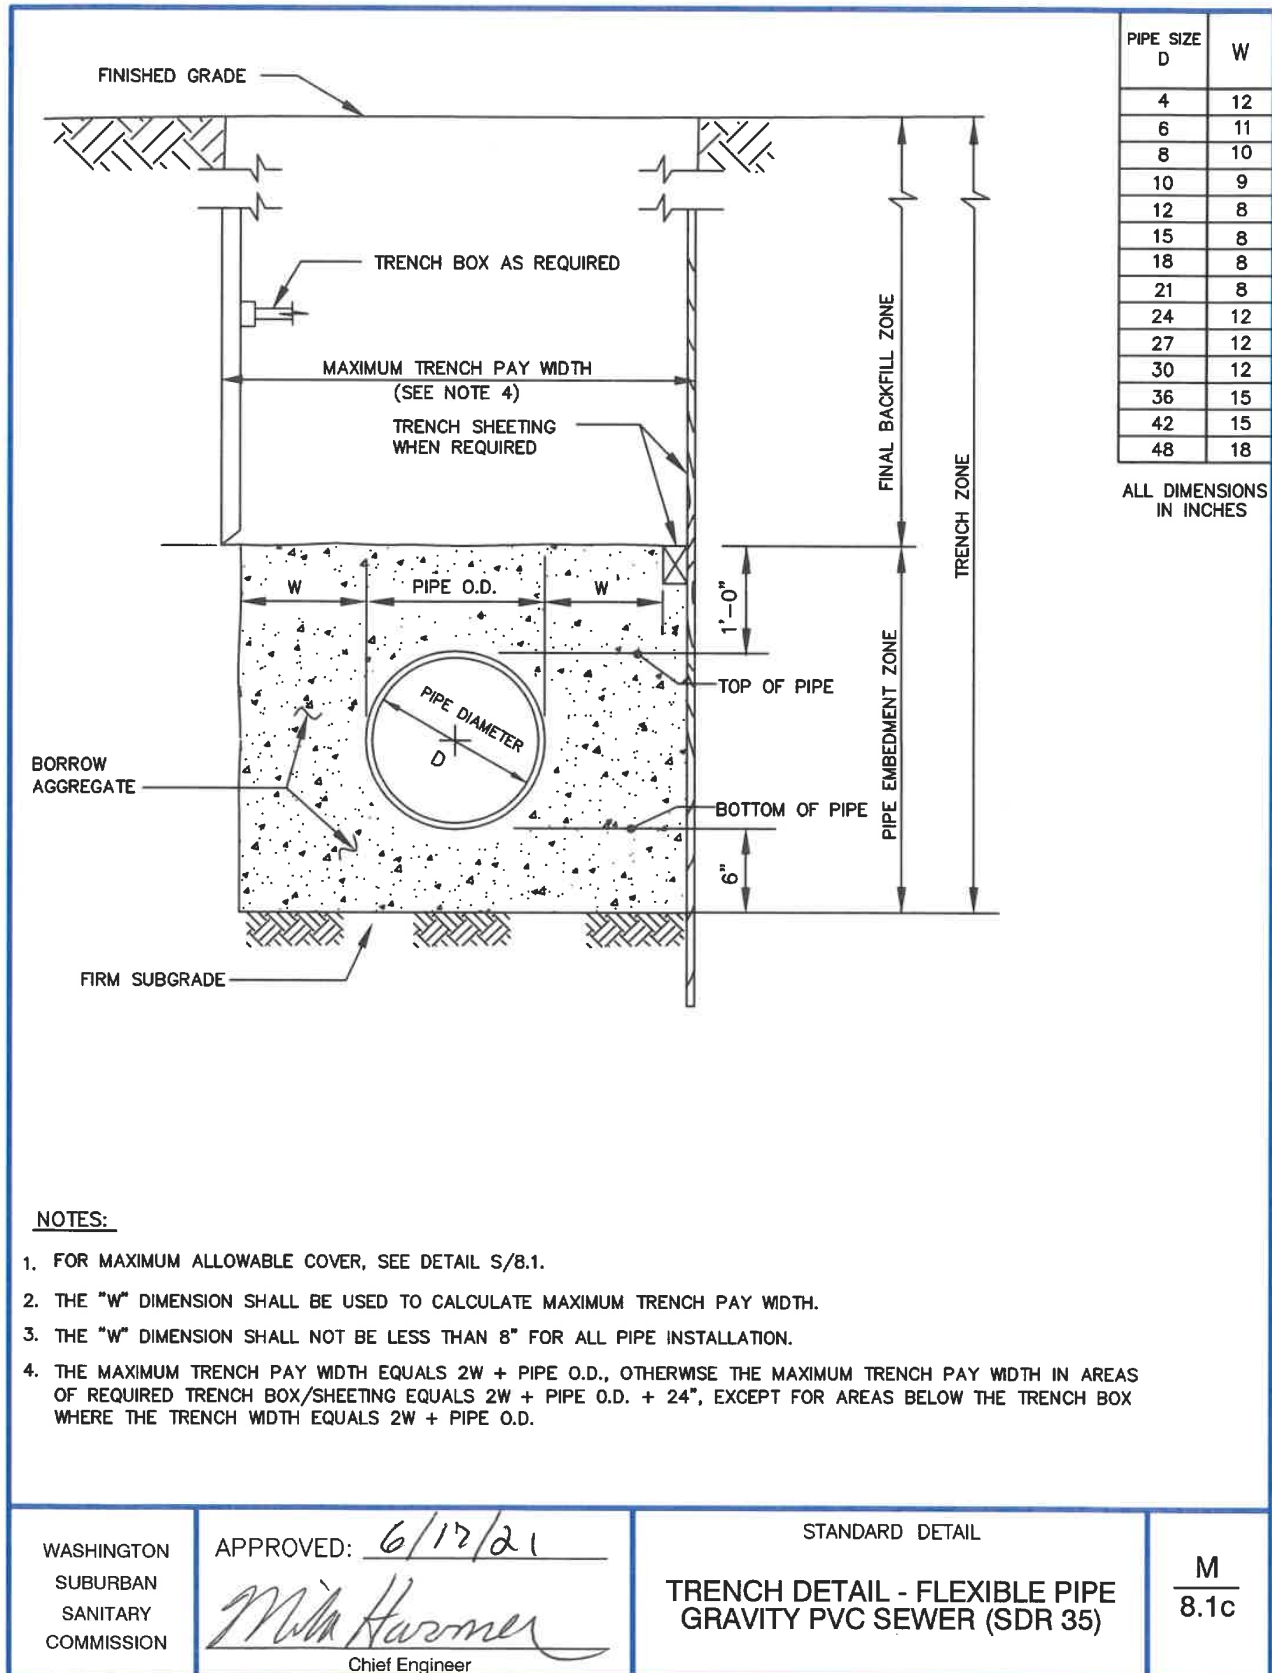 PIPE SIZE D W
4 12
6 11
8 10
10 9
12 8
15 8
18 8
21 8
24 12
27 12
30 12
36 15
42 15
48 18
ALL DIMENSIONS
IN INCHES
FINISHED GRADE
TRENCH BOX AS REQUIRED
MAXIMUM TRENCH PAY WIDTH
(SEE NOTE 4)
TRENCH SHEETING
WHEN REQUIRED
FINAL BACKFILL ZONE
TRENCH ZONE
W PIPE O.D. W
1'-0"
TOP OF PIPE
PIPE DIAMETER
D
PIPE EMBEDMENT ZONE
BORROW
AGGREGATE
BOTTOM OF PIPE
6"
FIRM SUBGRADE
NOTES:
1. FOR MAXIMUM ALLOWABLE COVER, SEE DETAIL S/8.1.
2. THE "W" DIMENSION SHALL BE USED TO CALCULATE MAXIMUM TRENCH PAY WIDTH.
3. THE "W" DIMENSION SHALL NOT BE LESS THAN 8" FOR ALL PIPE INSTALLATION.
4. THE MAXIMUM TRENCH PAY WIDTH EQUALS 2W + PIPE O.D., OTHERWISE THE MAXIMUM TRENCH PAY WIDTH IN AREAS
OF REQUIRED TRENCH BOX/SHEETING EQUALS 2W + PIPE O.D. + 24", EXCEPT FOR AREAS BELOW THE TRENCH BOX
WHERE THE TRENCH WIDTH EQUALS 2W + PIPE O.D.
WASHINGTON
SUBURBAN
SANITARY
COMMISSION
APPROVED: 6/17/21
Chief Engineer
STANDARD DETAIL
TRENCH DETAIL - FLEXIBLE PIPE
GRAVITY PVC SEWER (SDR 35)
M
8.1c